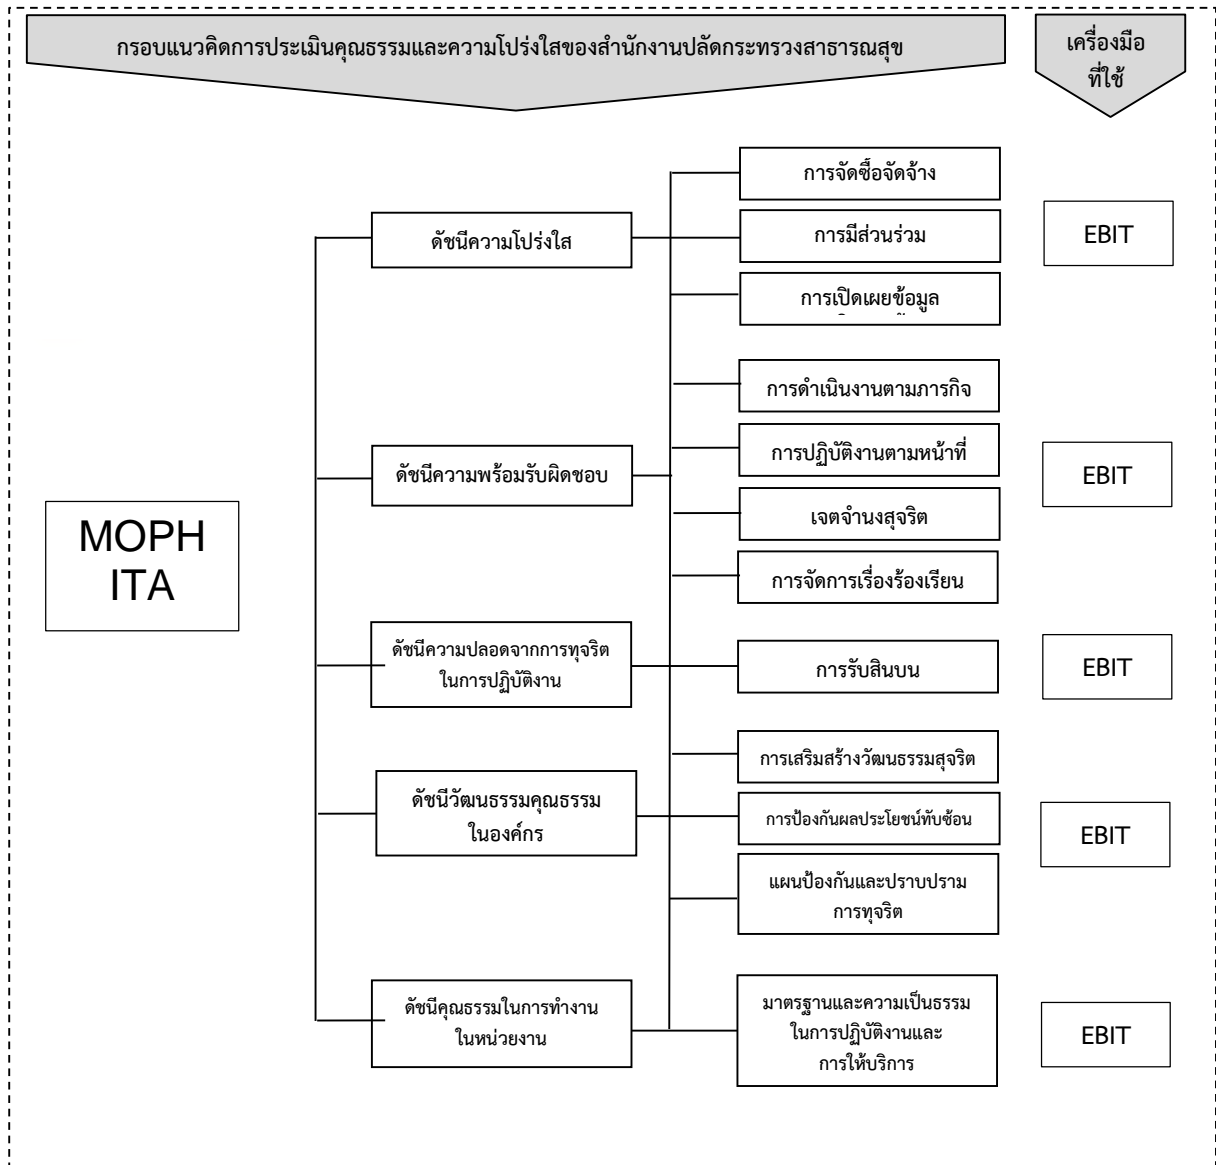 กรอบแนวคิดการประเมินคุณธรรมและความโปร่งใสของสำนักงานปลัดกระทรวงสาธารณสุข
เครื่องมือ
ที่ใช้
MOPH
ITA
ดัชนีความโปร่งใส
การจัดซื้อจัดจ้าง
การมีส่วนร่วม
การเปิดเผยข้อมูล
EBIT
ดัชนีความพร้อมรับผิดชอบ
การดำเนินงานตามภารกิจ
การปฏิบัติงานตามหน้าที่
เจตจำนงสุจริต
การจัดการเรื่องร้องเรียน
EBIT
ดัชนีความปลอดจากการทุจริต
ในการปฏิบัติงาน
การรับสินบน
EBIT
ดัชนีวัฒนธรรมคุณธรรม
ในองค์กร
การเสริมสร้างวัฒนธรรมสุจริต
การป้องกันผลประโยชน์ทับซ้อน
แผนป้องกันและปราบปราม
การทุจริต
EBIT
ดัชนีคุณธรรมในการทำงาน
ในหน่วยงาน
มาตรฐานและความเป็นธรรม
ในการปฏิบัติงานและ
การให้บริการ
EBIT